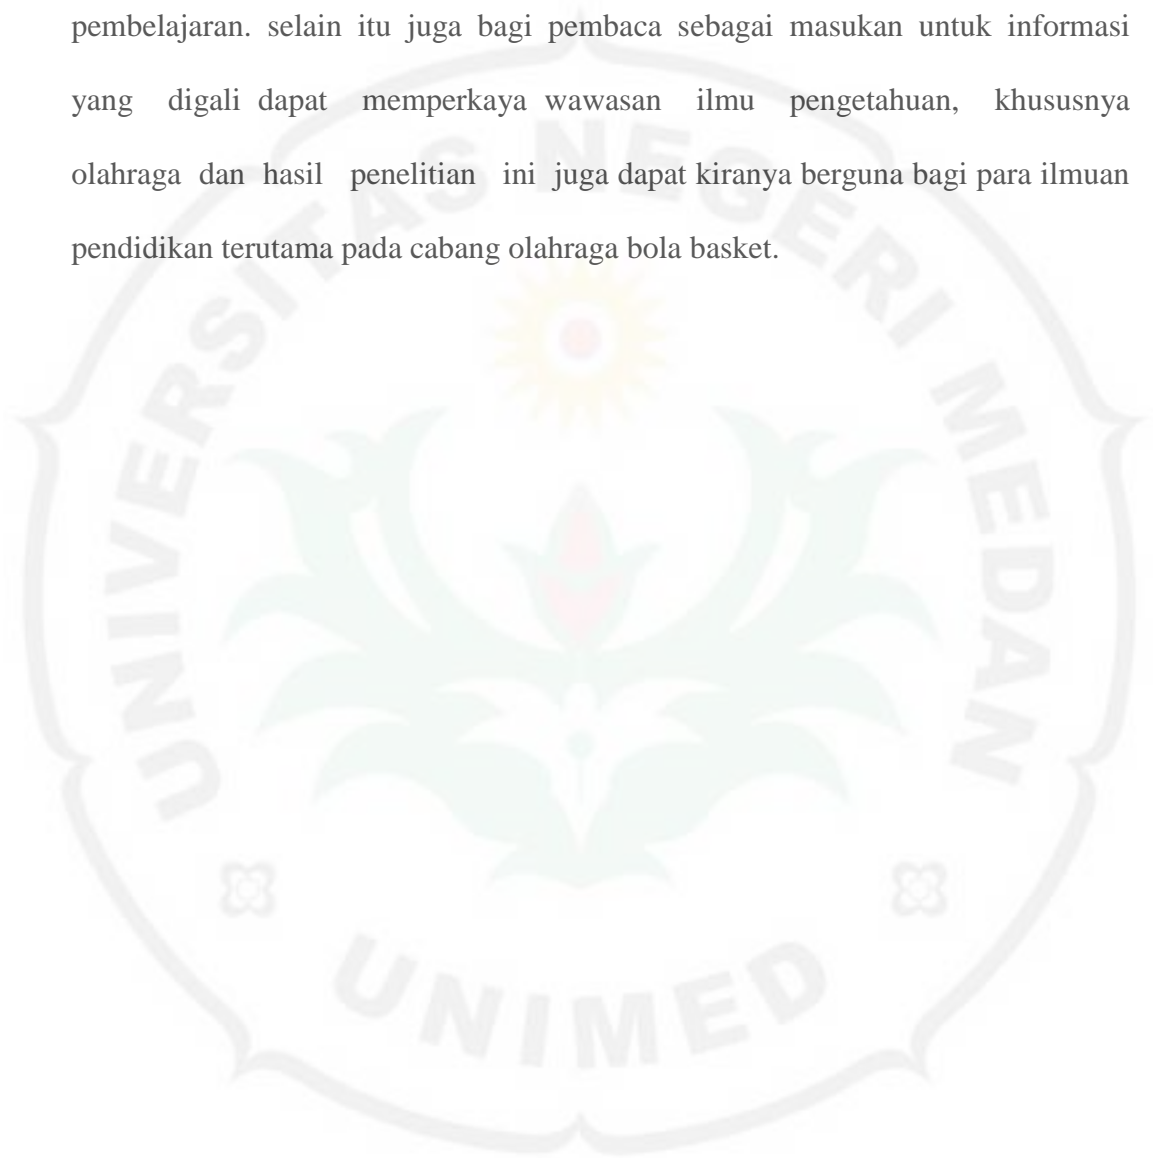 pembelajaran. selain itu juga bagi pembaca sebagai masukan untuk informasi
yang digali dapat memperkaya wawasan ilmu pengetahuan, khususnya
olahraga dan hasil penelitian ini juga dapat kiranya berguna bagi para ilmuan
pendidikan terutama pada cabang olahraga bola basket.
UNIVERSITAS NEGERI MEDAN
UNIMED